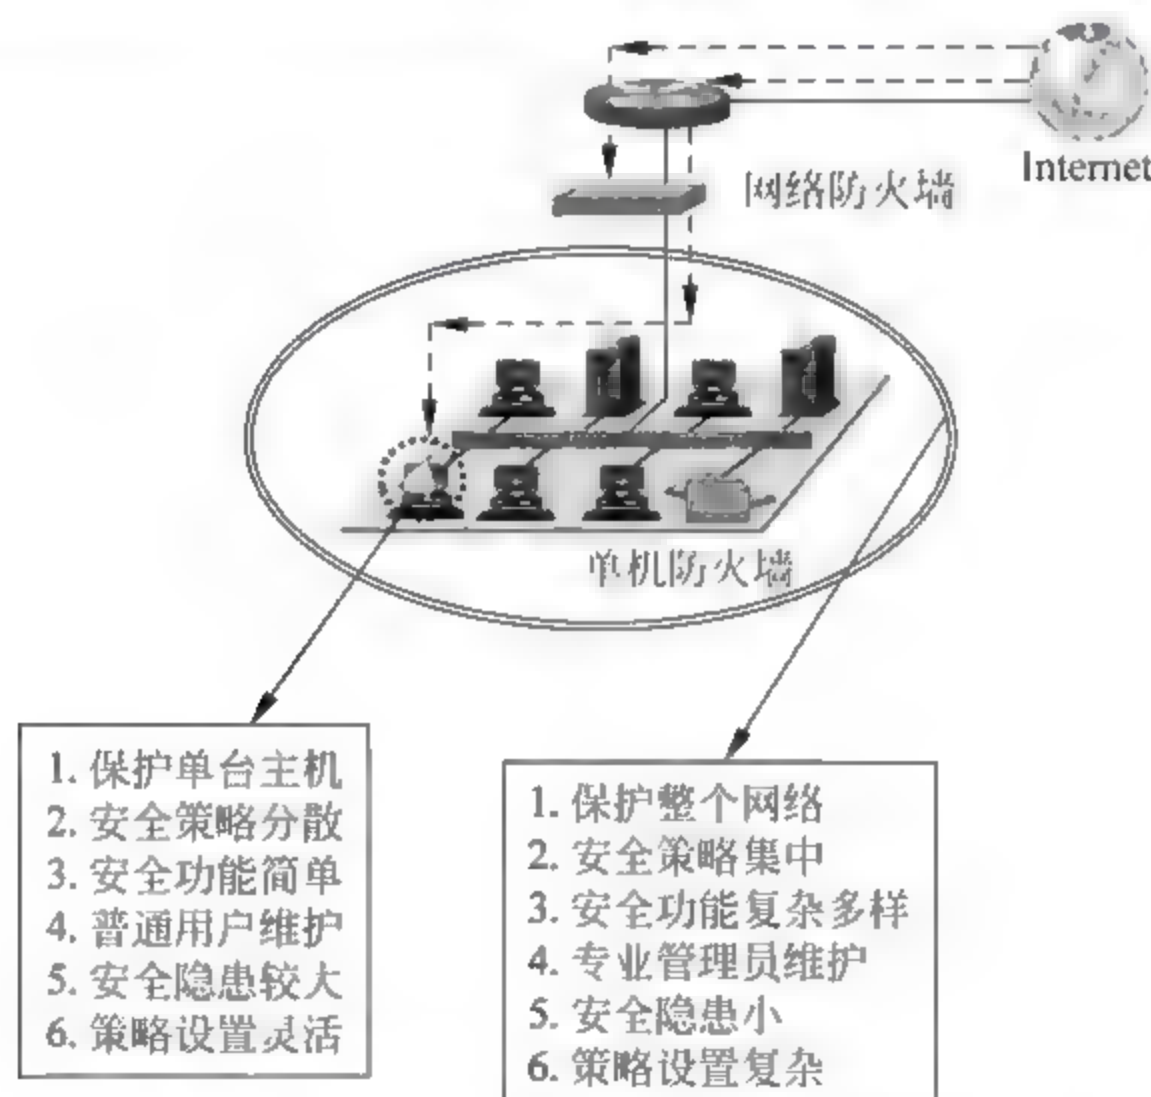 Internet
网络防火墙
单机防火墙
1. 保护单台主机
2. 安全策略分散
3. 安全功能简单
4. 普通用户维护
5. 安全隐患较大
6. 策略设置灵活
1. 保护整个网络
2. 安全策略集中
3. 安全功能复杂多样
4. 专业管理员维护
5. 安全隐患小
6. 策略设置复杂